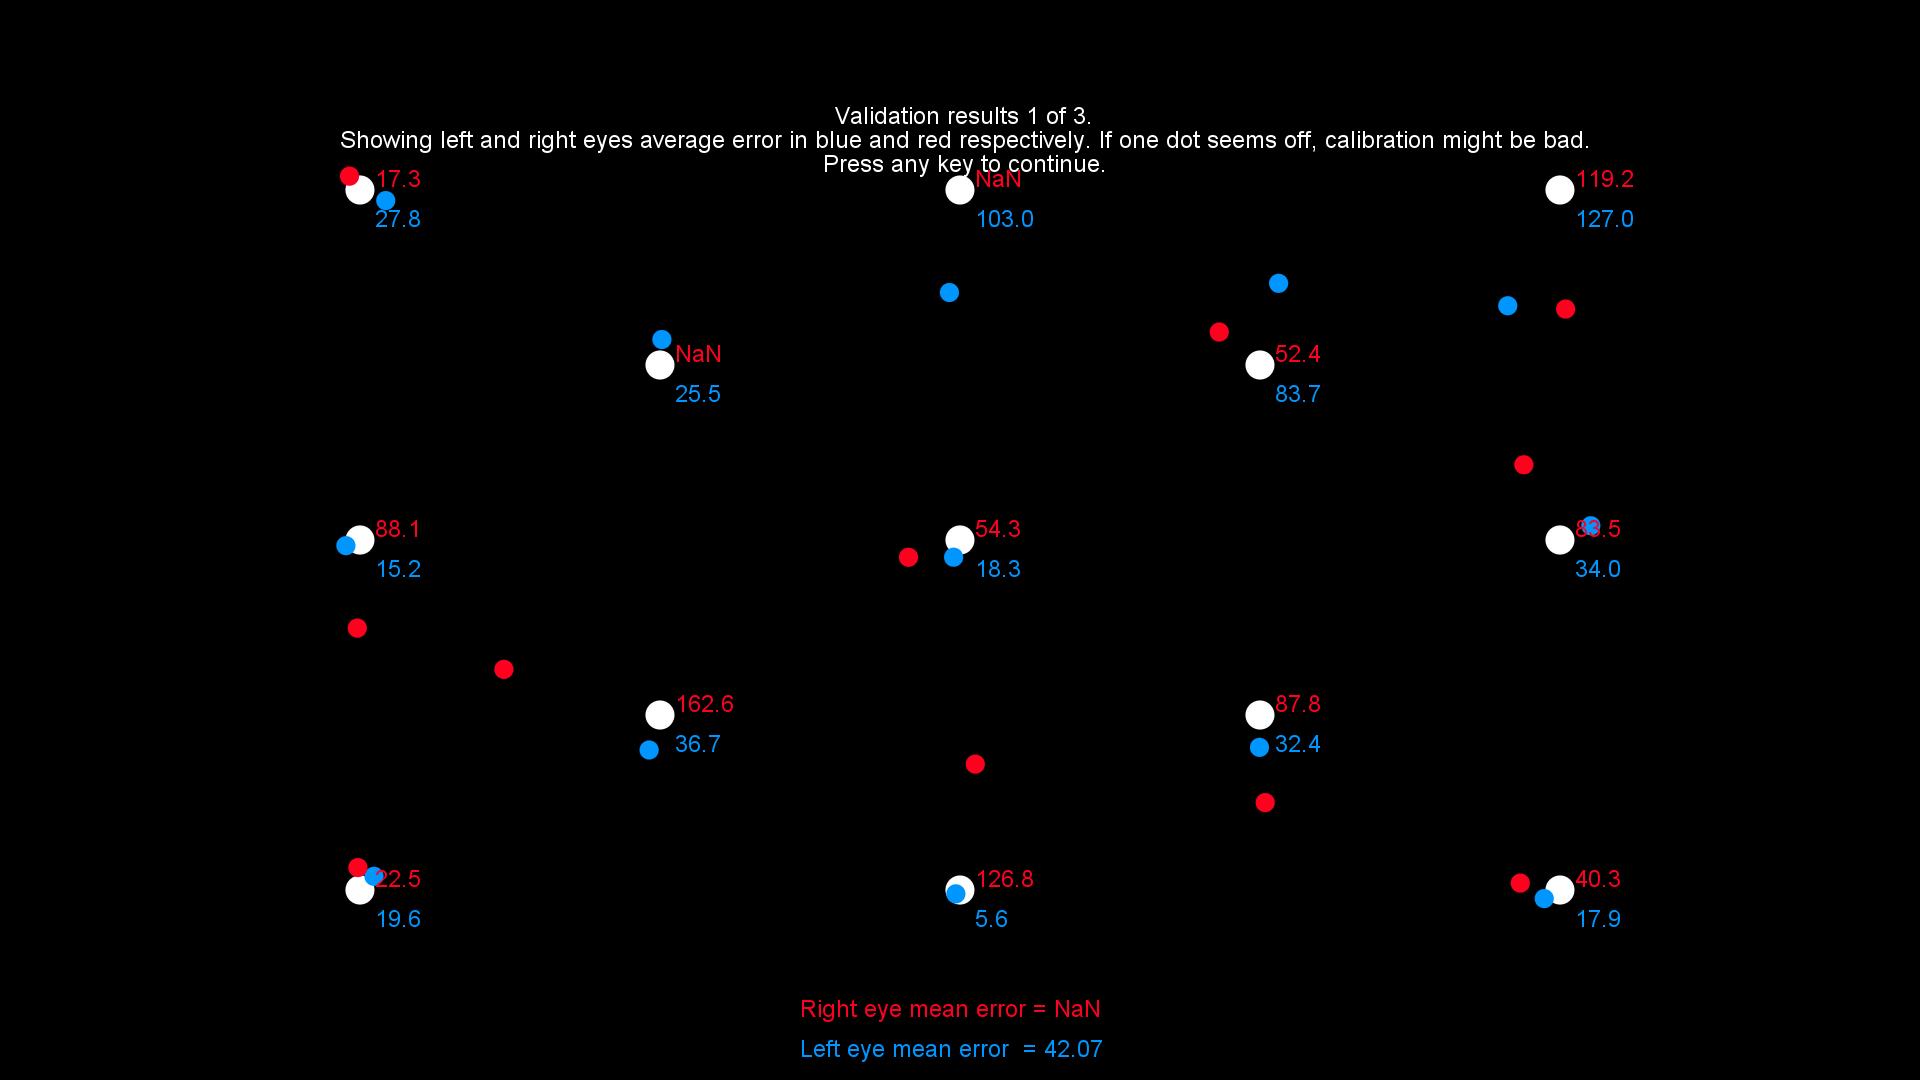 Validation results 1 of 3.
Showing left and right eyes average error in blue and red respectively. If one dot seems off, calibration might be bad.
Press any key to continue.
17.3 NaN 119.2
27.8 103.0 127.0
NaN 52.4
25.5 83.7
88.1 54.3 83.5
15.2 18.3 34.0
162.6 87.8
36.7 32.4
22.5 126.8 40.3
19.6 5.6 17.9
Right eye mean error = NaN
Left eye mean error = 42.07